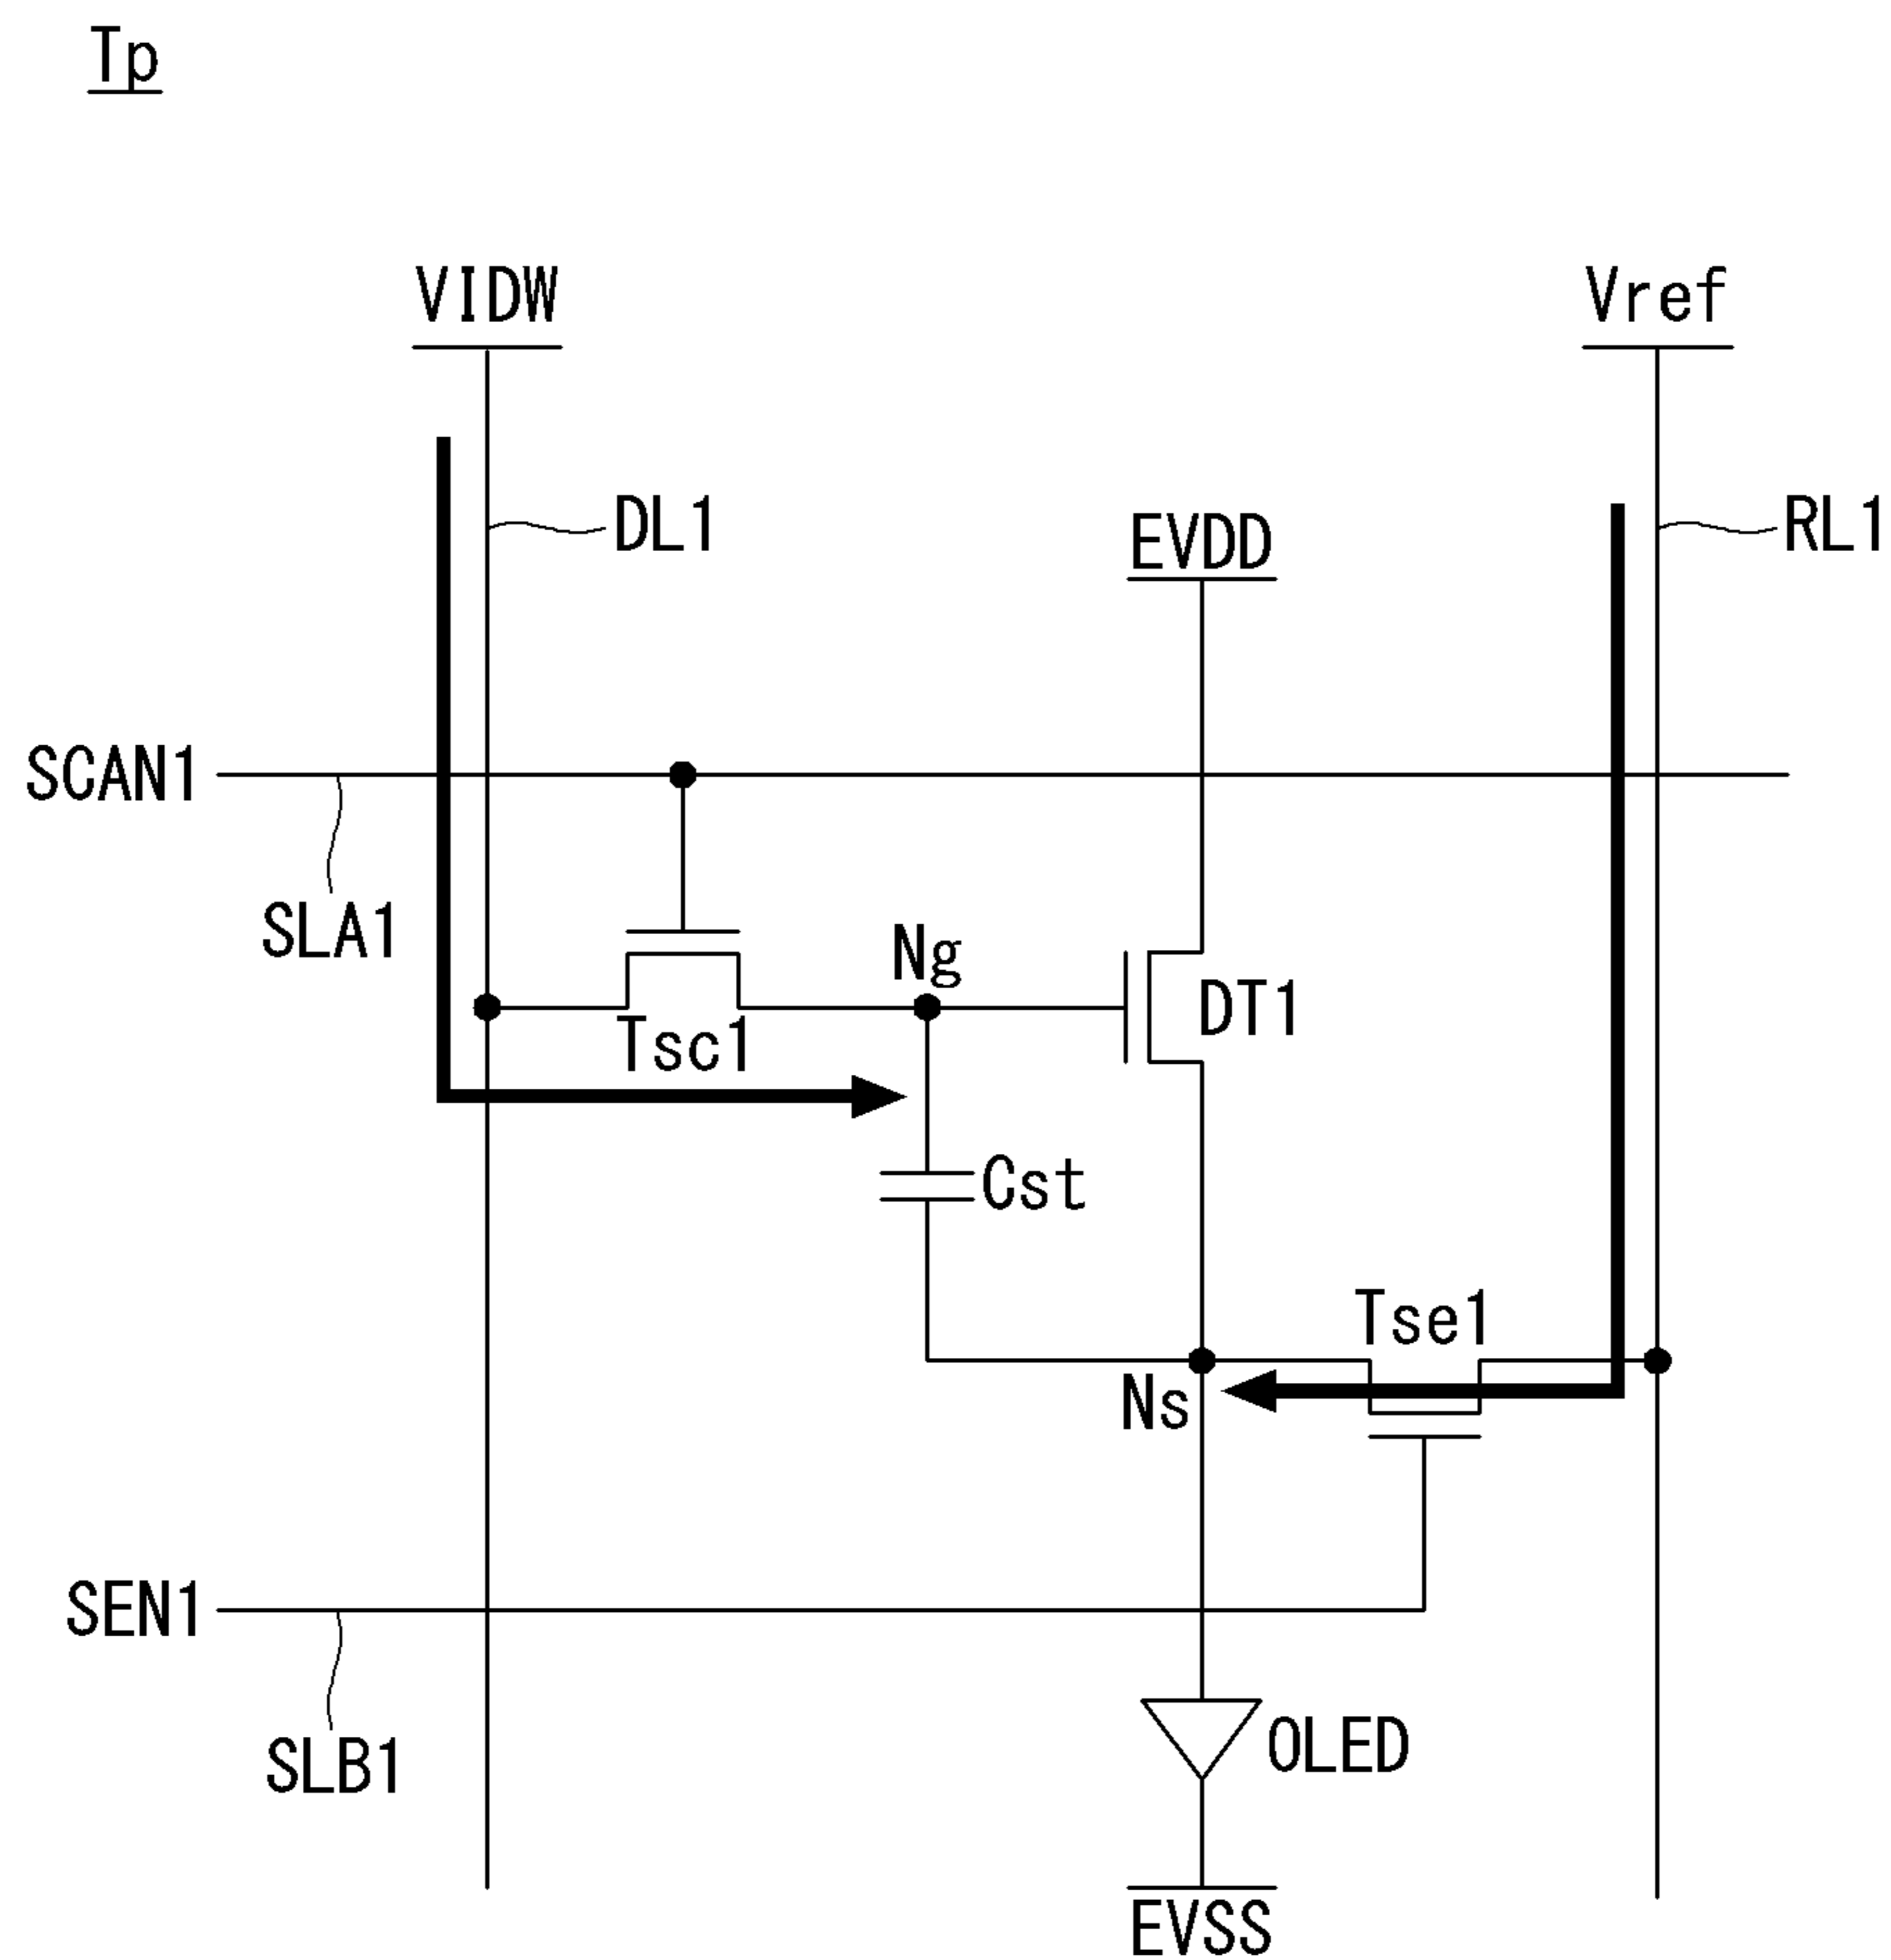 Tp
VIDW
Vref
DL1
EVDD
RL1
SCAN1
SLA1
Ng
DT1
Tsc1
Cst
Tse1
Ns
SEN1
SLB1
OLED
EVSS